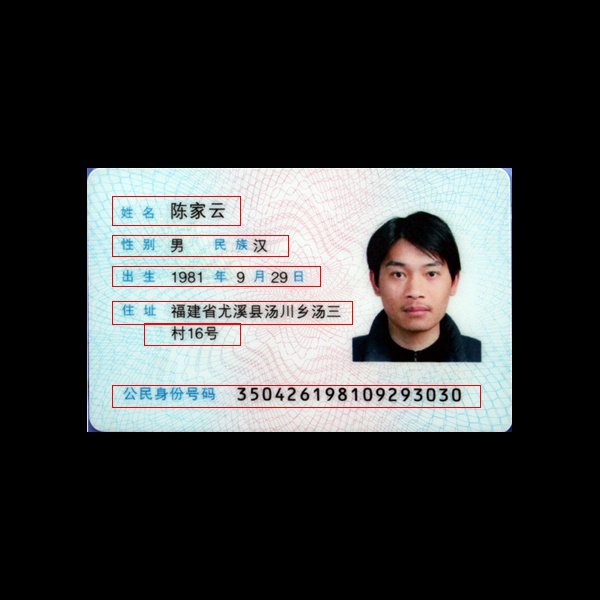 姓名 陈家云
性别 男 民族 汉
出生 1981 年 9 月 29 日
住址 福建省尤溪县汤川乡汤三
村16号
公民身份号码 350426198109293030